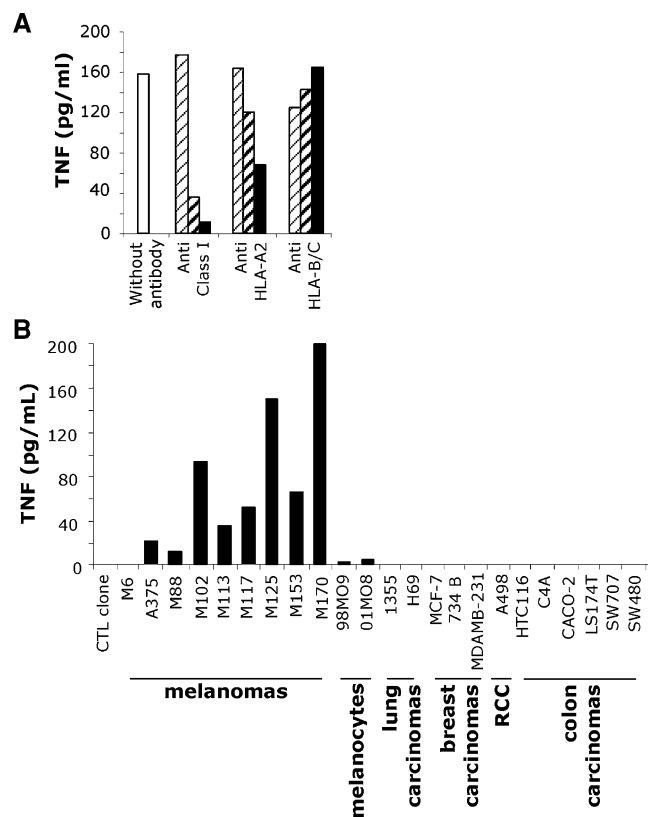 A
TNF (pg/ml)
200
160
120
80
40
0
Without
antibody
Anti
Class I
Anti
HLA-A2
Anti
HLA-B/C
B
TNF (pg/mL)
200
160
120
80
40
0
CTL clone
M6
A375
M88
M102
M113
M117
M125
M153
M170
98MO9
01MO8
1355
H69
MCF-7
734 B
MDAMB-231
A498
HTC116
C4A
CACO-2
LS174T
SW707
SW480
melanomas
melanocytes
lung
carcinomas
breast
carcinomas
RCC
colon
carcinomas